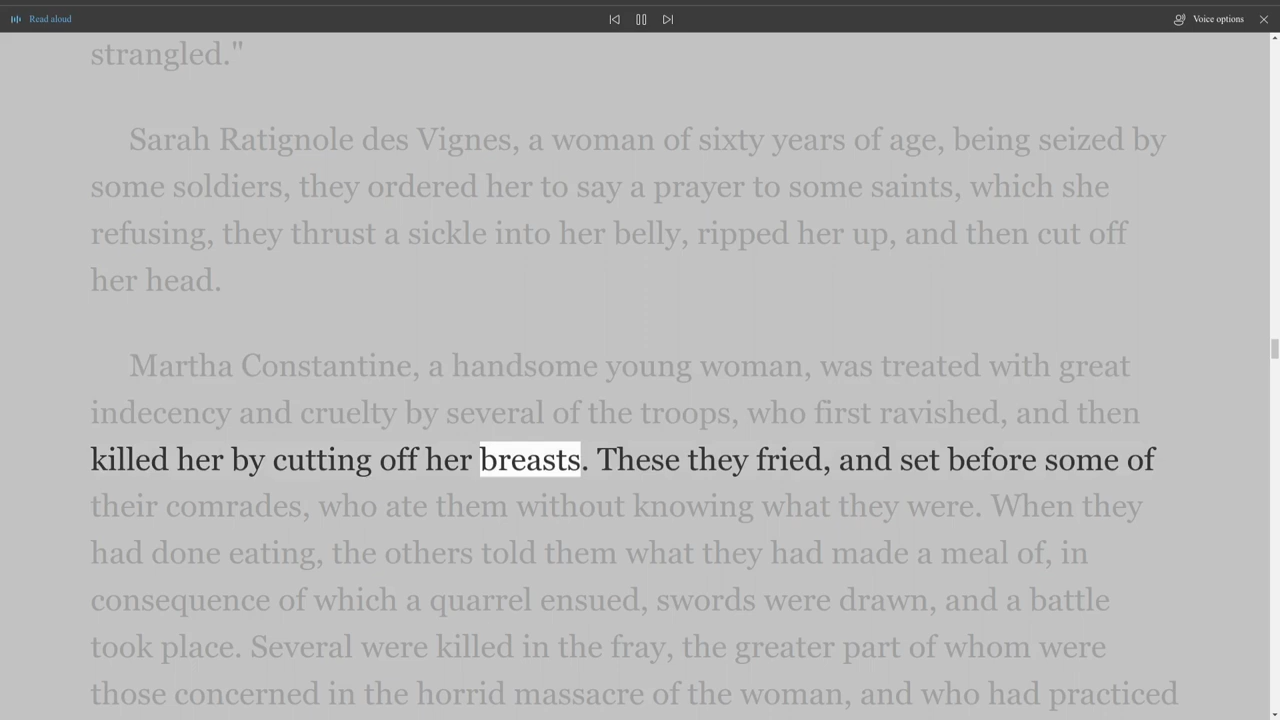 Read aloud
Voice options
strangled."
Sarah Ratignole des Vignes, a woman of sixty years of age, being seized by
some soldiers, they ordered her to say a prayer to some saints, which she
refusing, they thrust a sickle into her belly, ripped her up, and then cut off
her head.
Martha Constantine, a handsome young woman, was treated with great
indecency and cruelty by several of the troops, who first ravished, and then
killed her by cutting off her breasts. These they fried, and set before some of
their comrades, who ate them without knowing what they were. When they
had done eating, the others told them what they had made a meal of, in
consequence of which a quarrel ensued, swords were drawn, and a battle
took place. Several were killed in the fray, the greater part of whom were
those concerned in the horrid massacre of the woman, and who had practiced